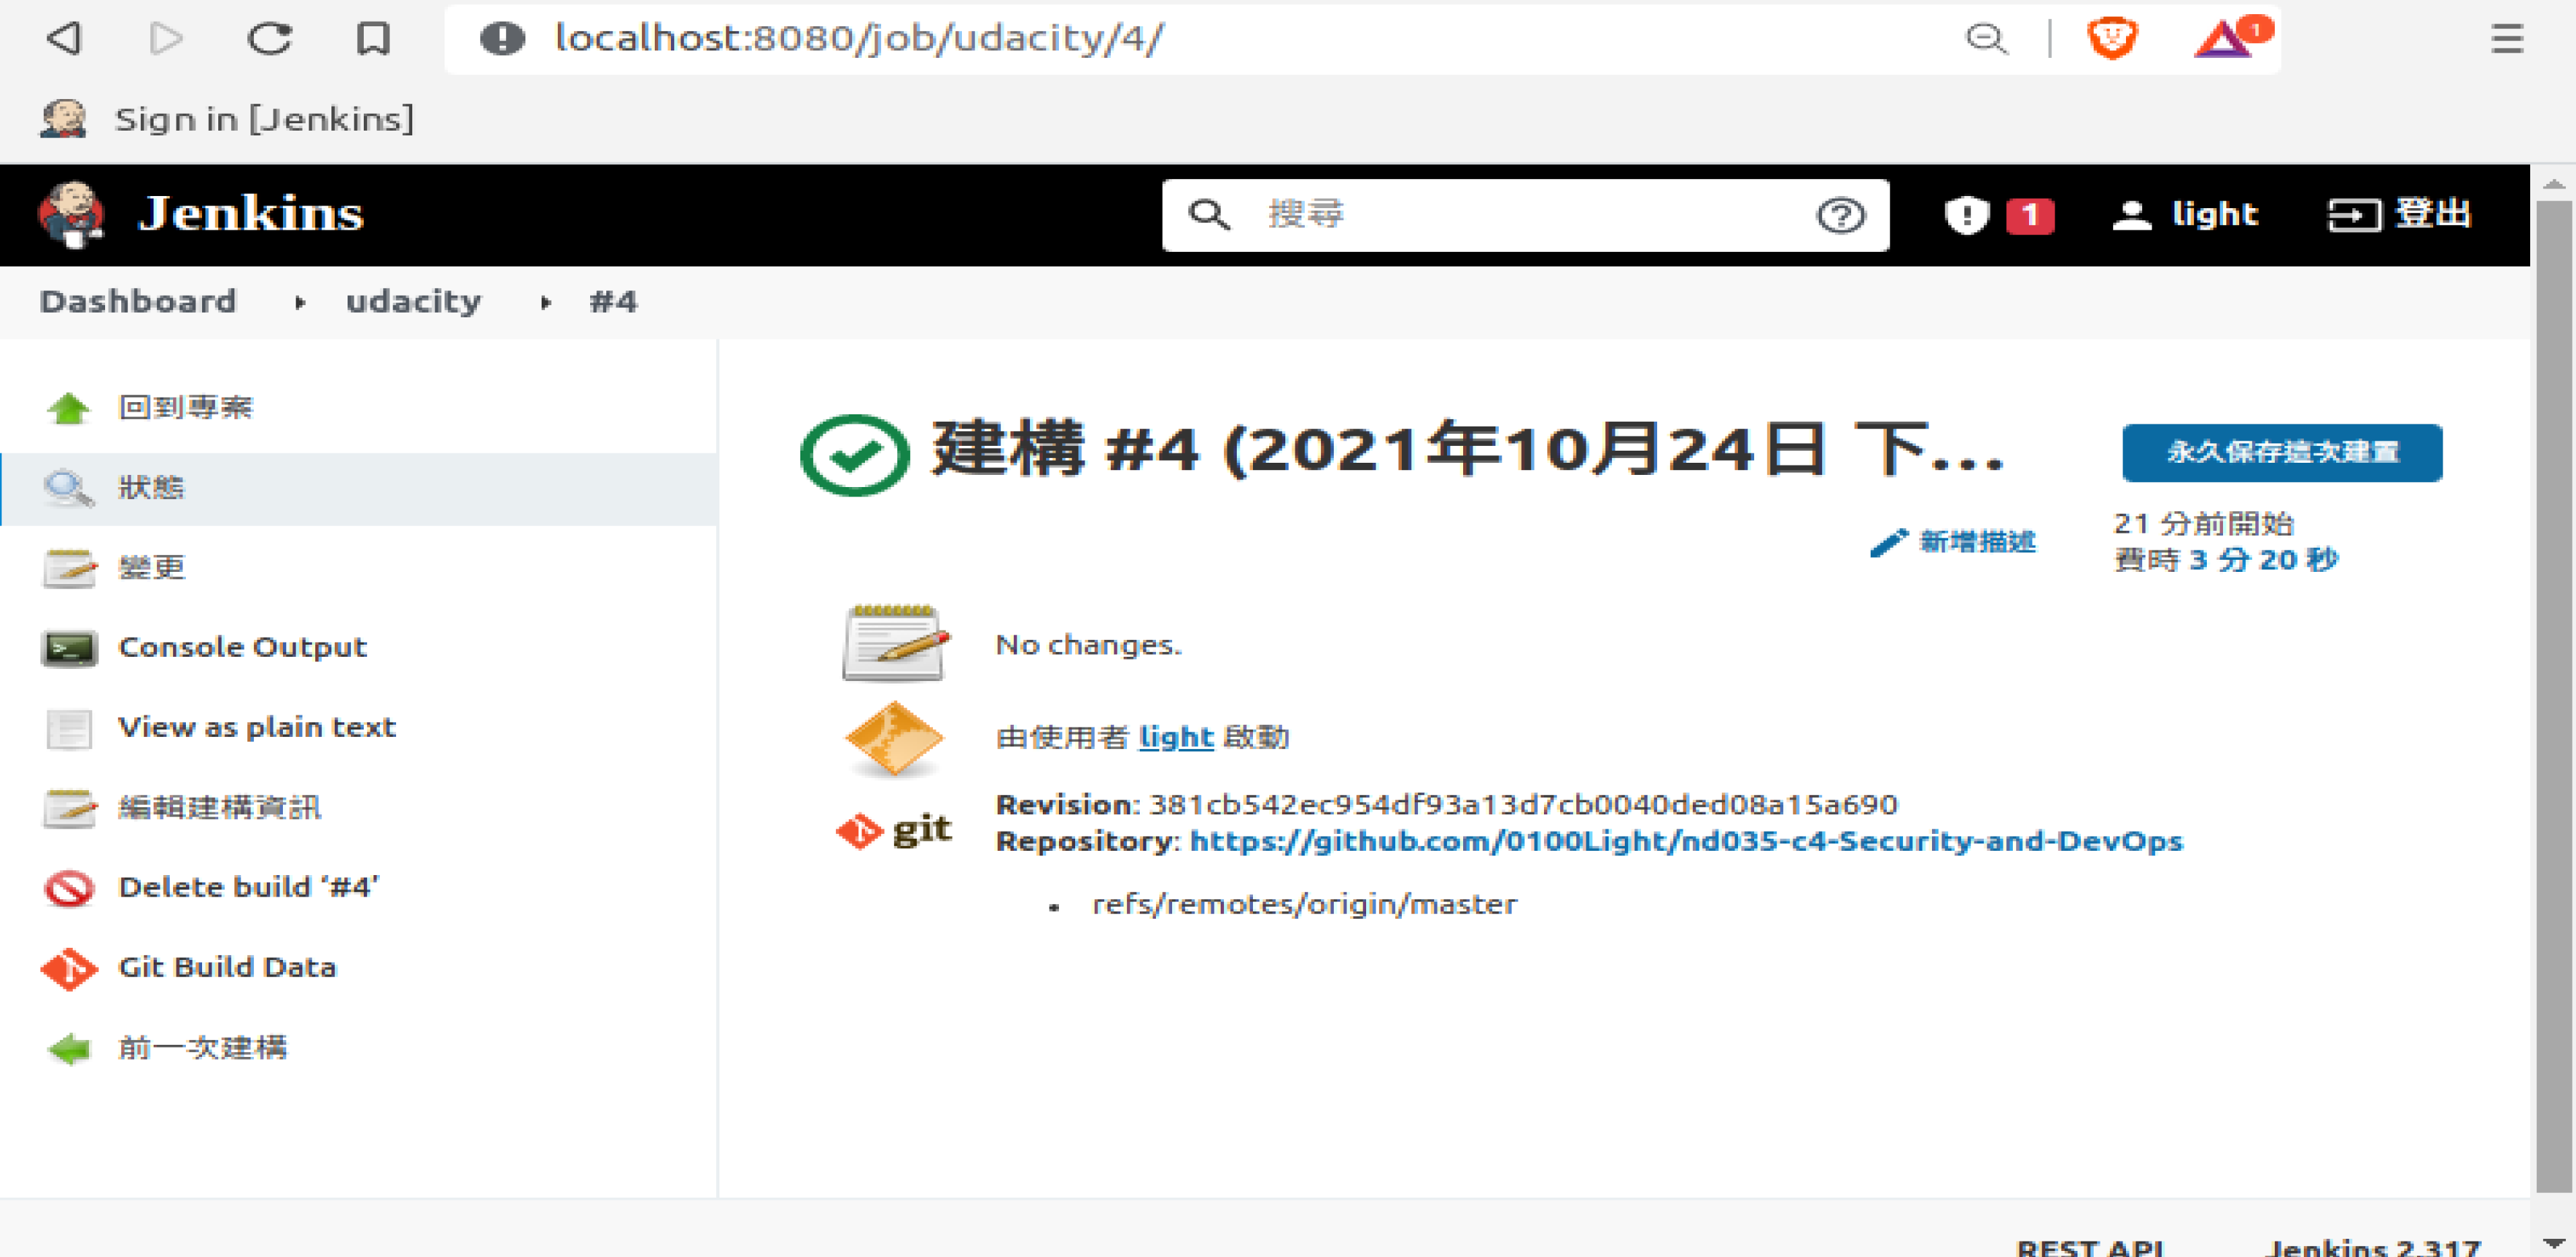 localhost:8080/job/udacity/4/
1
Sign in [Jenkins]
Jenkins
搜尋
1
light
登出
Dashboard
udacity
#4
回到專案
狀態
變更
Console Output
View as plain text
編輯建構資訊
Delete build ‘#4’
Git Build Data
前一次建構
建構 #4 (2021年10月24日 下...
永久保存這次建置
新增描述
21 分前開始
費時 3 分 20 秒
No changes.
由使用者 light 啟動
git
Revision: 381cb542ec954df93a13d7cb0040ded08a15a690
Repository: https://github.com/0100Light/nd035-c4-Security-and-DevOps
refs/remotes/origin/master
REST API
Jenkins 2.317